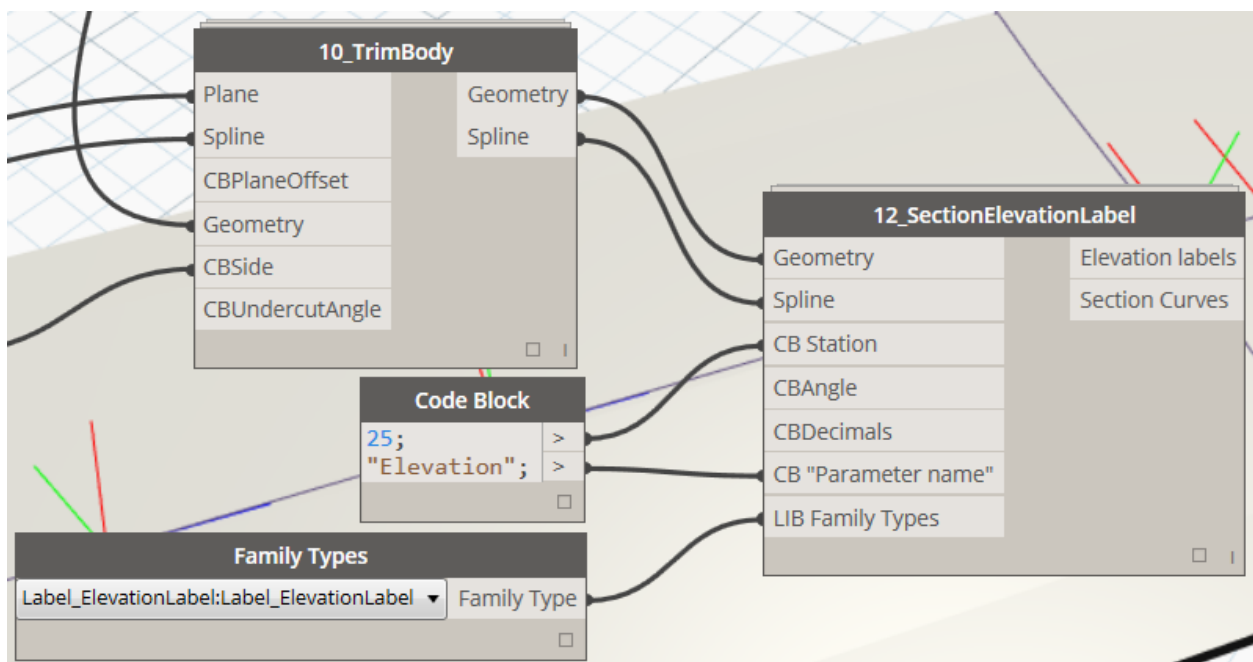 10_TrimBody
Plane
Geometry
Spline
Spline
CBPlaneOffset
Geometry
CBSide
CBUndercutAngle
12_SectionElevationLabel
Geometry
Elevation labels
Spline
Section Curves
CB Station
CBAngle
CBDecimals
CB "Parameter name"
LIB Family Types
Code Block
25; >
"Elevation"; >
Family Types
Label_ElevationLabel:Label_ElevationLabel
Family Type